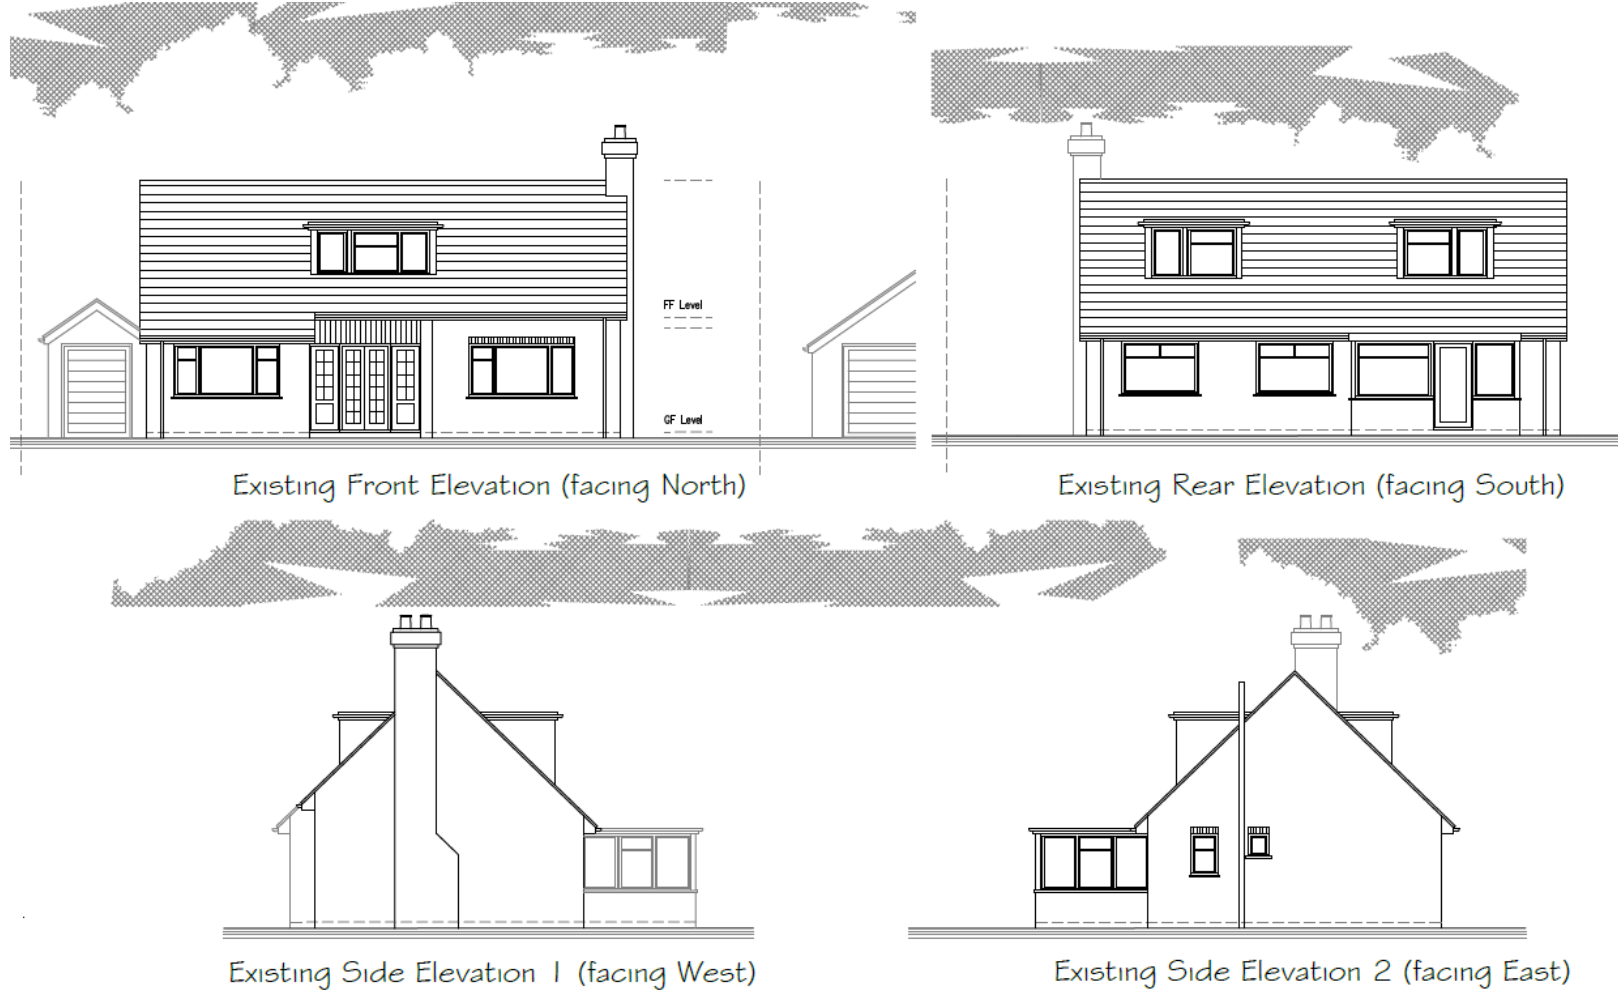 FF Level
GF Level
Existing Front Elevation (facing North)
Existing Rear Elevation (facing South)
Existing Side Elevation 1 (facing West)
Existing Side Elevation 2 (facing East)